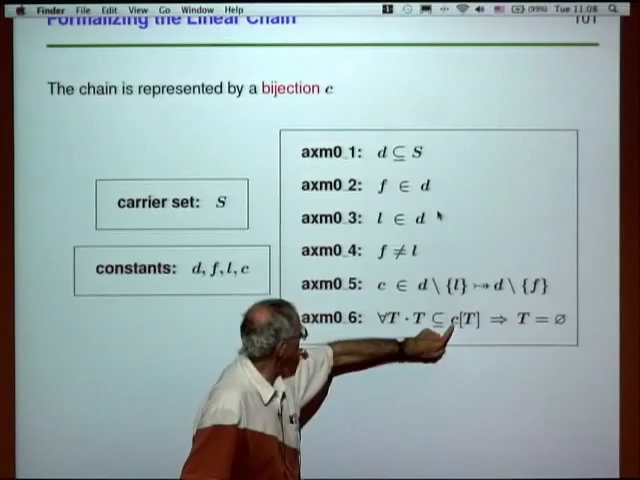 Finder File Edit View Go Window Help Tue 11:08
Formalizing the Linear Chain 101
The chain is represented by a bijection c
carrier set: S
constants: d, f, l, c
axm0_1: d ⊆ S
axm0_2: f ∈ d
axm0_3: l ∈ d
axm0_4: f ≠ l
axm0_5: c ∈ d \ {l} ⤖ d \ {f}
axm0_6: ∀T · T ⊆ c[T] ⇒ T = ∅